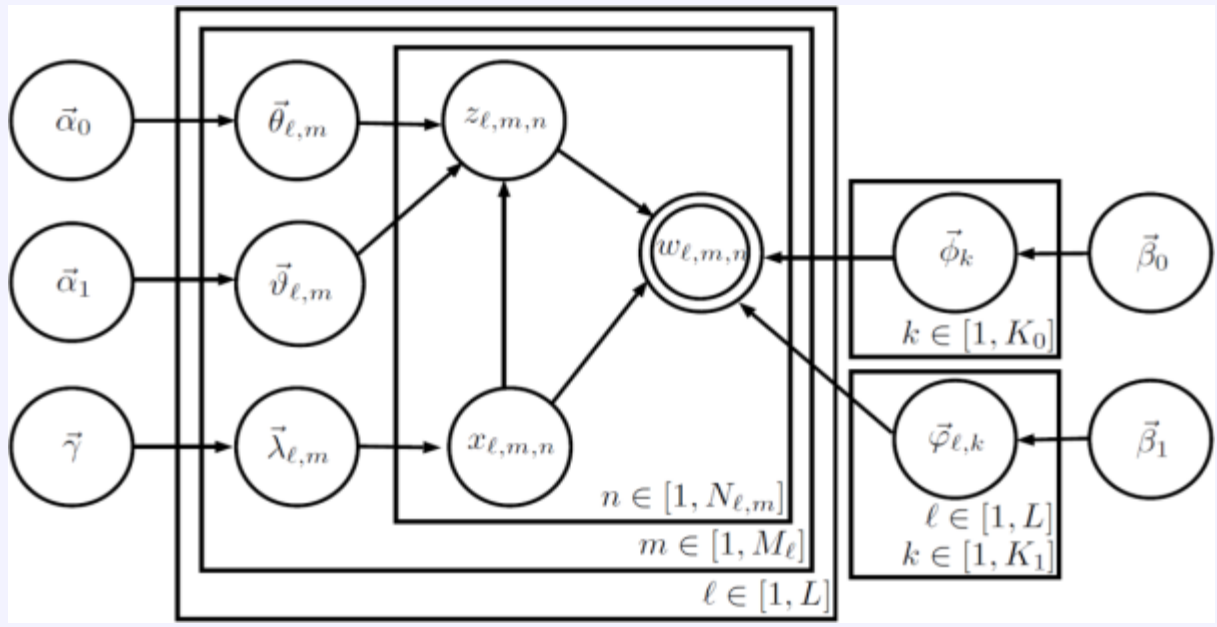 α⃗₀
θ⃗ℓ,m
zℓ,m,n
α⃗₁
ϑ⃗ℓ,m
wℓ,m,n
ϕ⃗k
β⃗₀
k ∈ [1, K₀]
γ⃗
λ⃗ℓ,m
xℓ,m,n
φ⃗ℓ,k
β⃗₁
n ∈ [1, Nℓ,m]
m ∈ [1, Mℓ]
ℓ ∈ [1, L]
ℓ ∈ [1, L]
k ∈ [1, K₁]